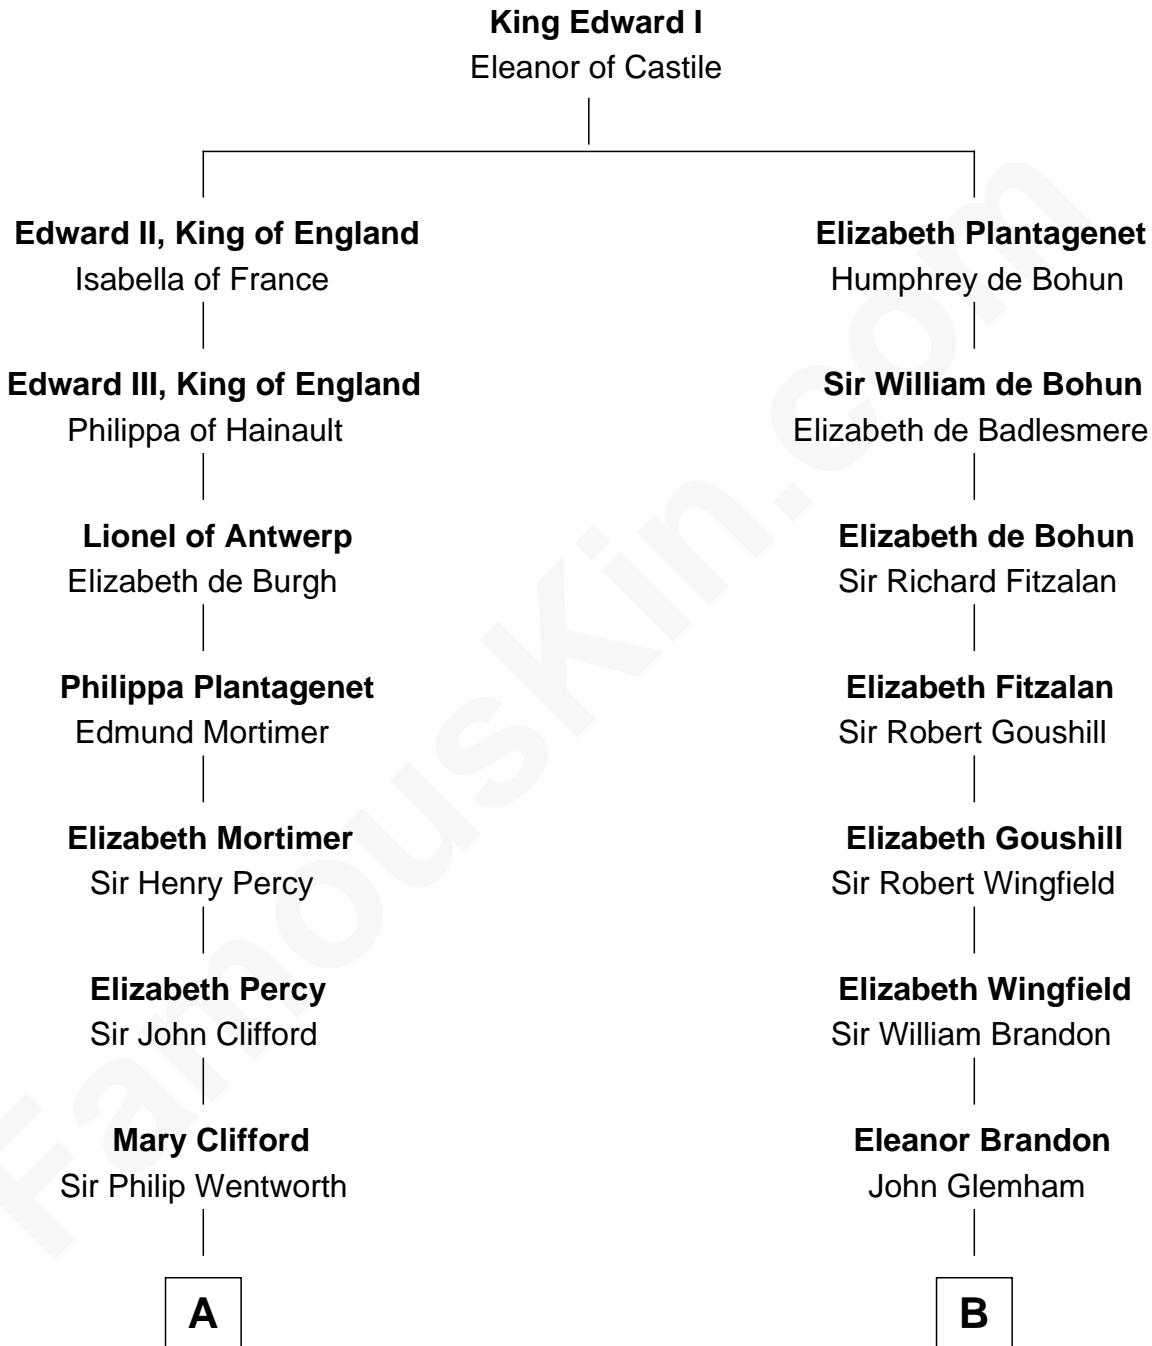 King Edward I
Eleanor of Castile
Edward II, King of England
Isabella of France
Edward III, King of England
Philippa of Hainault
Lionel of Antwerp
Elizabeth de Burgh
Philippa Plantagenet
Edmund Mortimer
Elizabeth Mortimer
Sir Henry Percy
Elizabeth Percy
Sir John Clifford
Mary Clifford
Sir Philip Wentworth
A
Elizabeth Plantagenet
Humphrey de Bohun
Sir William de Bohun
Elizabeth de Badlesmere
Elizabeth de Bohun
Sir Richard Fitzalan
Elizabeth Fitzalan
Sir Robert Goushill
Elizabeth Goushill
Sir Robert Wingfield
Elizabeth Wingfield
Sir William Brandon
Eleanor Brandon
John Glemham
B
FamousKin.com